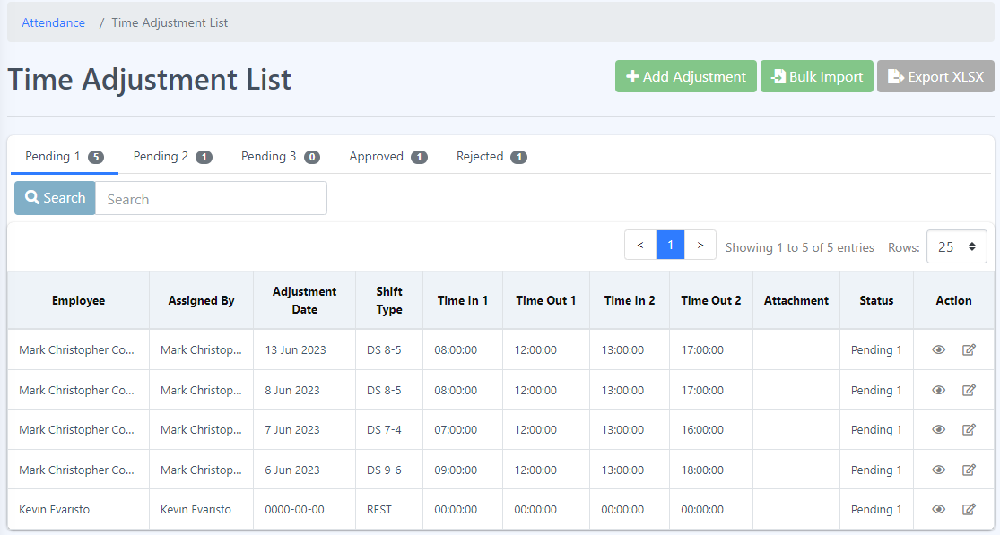 Attendance / Time Adjustment List
Time Adjustment List
Add Adjustment Bulk Import Export XLSX
Pending 1 5 Pending 2 1 Pending 3 0 Approved 1 Rejected 1
Search Search
< 1 > Showing 1 to 5 of 5 entries Rows: 25
Employee Assigned By Adjustment Date Shift Type Time In 1 Time Out 1 Time In 2 Time Out 2 Attachment Status Action
Mark Christopher Co... Mark Christop... 13 Jun 2023 DS 8-5 08:00:00 12:00:00 13:00:00 17:00:00 Pending 1
Mark Christopher Co... Mark Christop... 8 Jun 2023 DS 8-5 08:00:00 12:00:00 13:00:00 17:00:00 Pending 1
Mark Christopher Co... Mark Christop... 7 Jun 2023 DS 7-4 07:00:00 12:00:00 13:00:00 16:00:00 Pending 1
Mark Christopher Co... Mark Christop... 6 Jun 2023 DS 9-6 09:00:00 12:00:00 13:00:00 18:00:00 Pending 1
Kevin Evaristo Kevin Evaristo 0000-00-00 REST 00:00:00 00:00:00 00:00:00 00:00:00 Pending 1